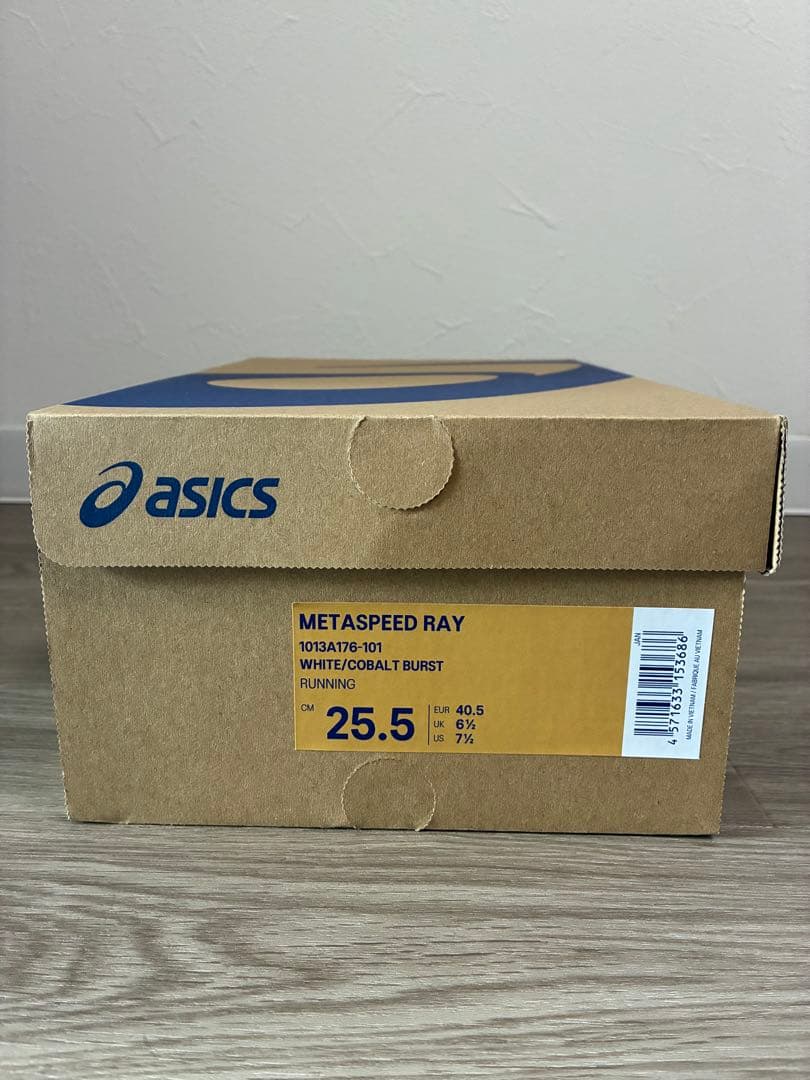 asics
METASPEED RAY
1013A176-101
WHITE/COBALT BURST
RUNNING
CM 25.5
EUR 40.5
UK 6½
US 7½
JAN
4 571633 153686
MADE IN VIETNAM / FABRIQUE AU VIETNAM